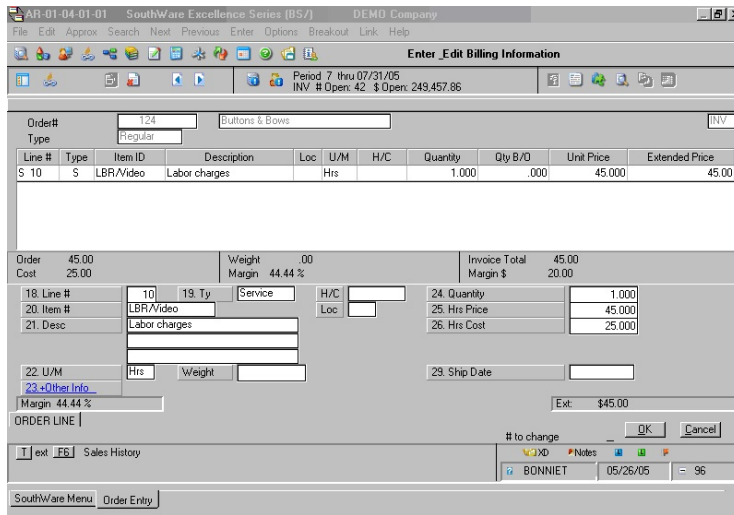 AR-01-04-01-01 SouthWare Excellence Series (BS7) DEMO Company
File Edit Approx Search Next Previous Enter Options Breakout Link Help
Enter _Edit Billing Information
Period 7 thru 07/31/05
INV # Open: 42 $ Open: 249,457.86
Order# 124 Buttons & Bows INV
Type Regular
Line # Type Item ID Description Loc U/M H/C Quantity Qty B/O Unit Price Extended Price
S 10 S LBR/Video Labor charges Hrs 1.000 .000 45.000 45.00
Order 45.00 Weight .00 Invoice Total 45.00
Cost 25.00 Margin 44.44 % Margin $ 20.00
18. Line # 10 19. Ty Service H/C 24. Quantity 1.000
20. Item # LBR/Video Loc 25. Hrs Price 45.000
21. Desc Labor charges 26. Hrs Cost 25.000
22. U/M Hrs Weight 29. Ship Date
23.+Other Info
Margin 44.44 % Ext: $45.00
ORDER LINE
# to change _ OK Cancel
T ext F6 Sales History
XD Notes
BONNIET 05/26/05 - 96
SouthWare Menu Order Entry